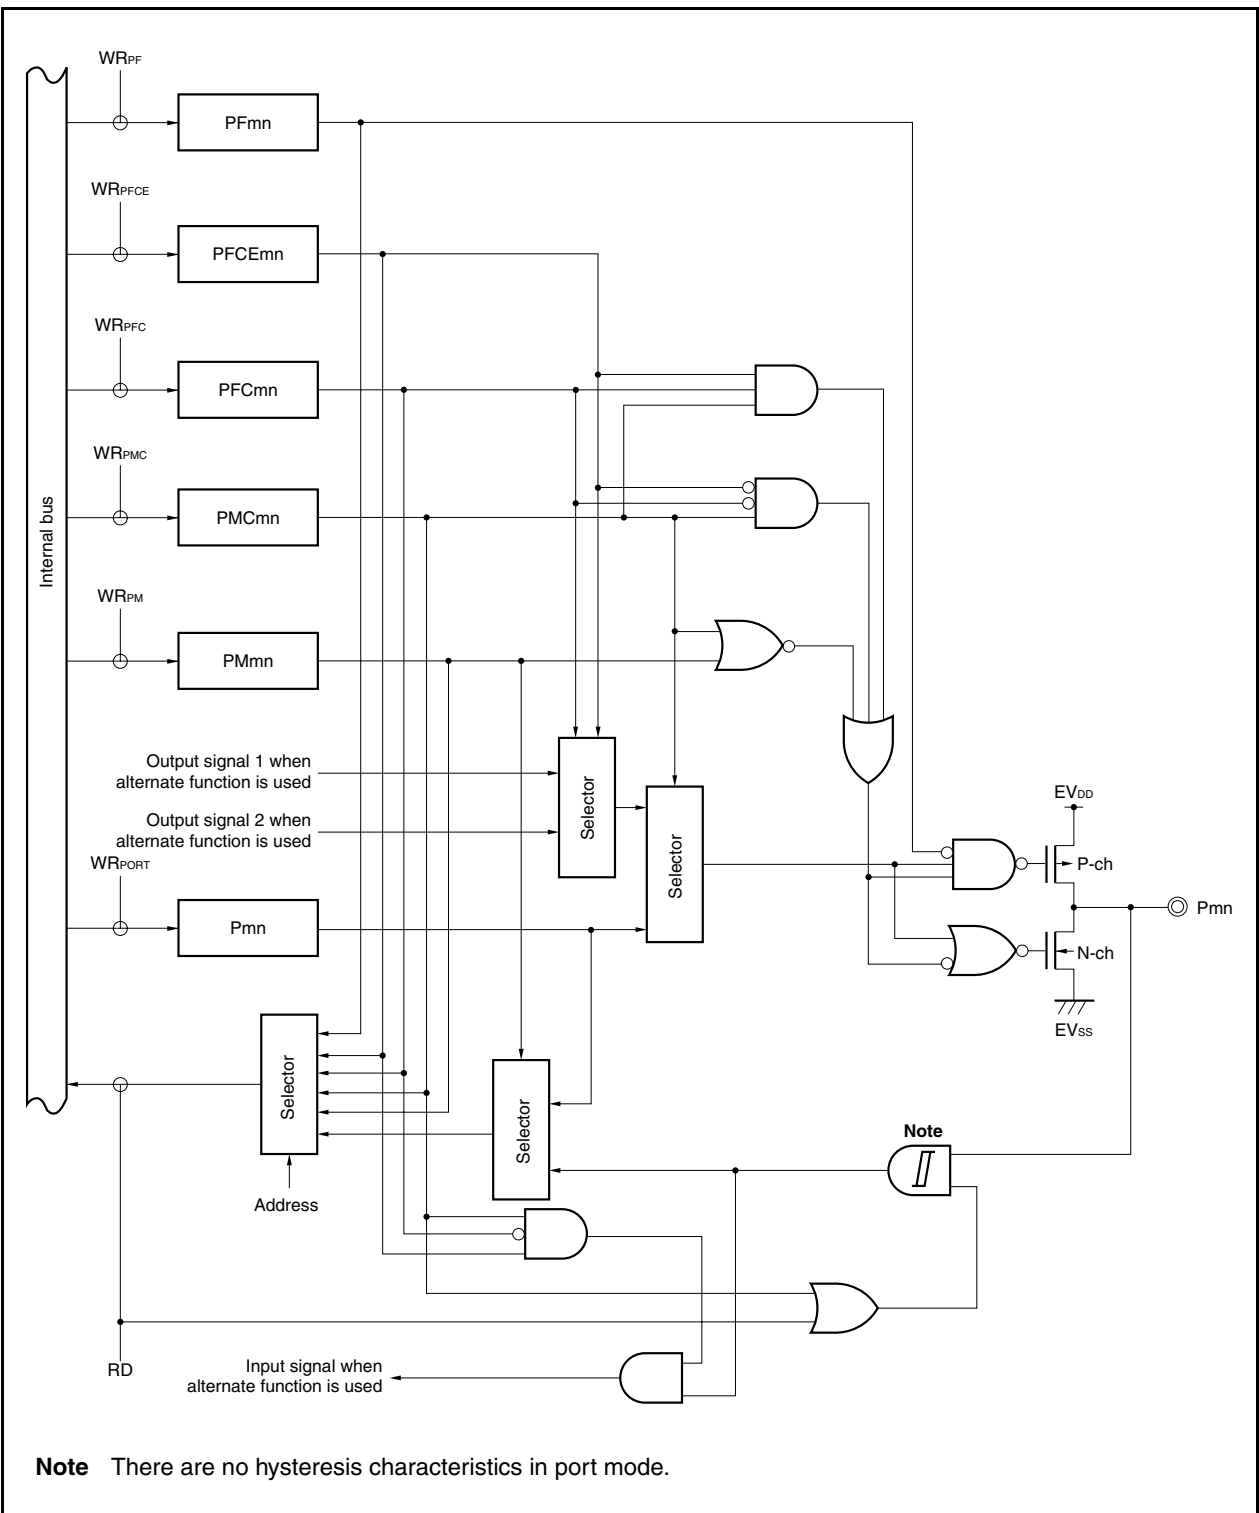 WRPF
PFmn
WRPFCE
PFCEmn
WRPFC
PFCmn
WRPMC
PMCmn
Internal bus
WRPM
PMmn
Output signal 1 when
alternate function is used
Output signal 2 when
alternate function is used
Selector
Selector
EVDD
P-ch
WRPORT
Pmn
Pmn
N-ch
EVSS
Selector
Selector
Note
Address
RD
Input signal when
alternate function is used
Note There are no hysteresis characteristics in port mode.